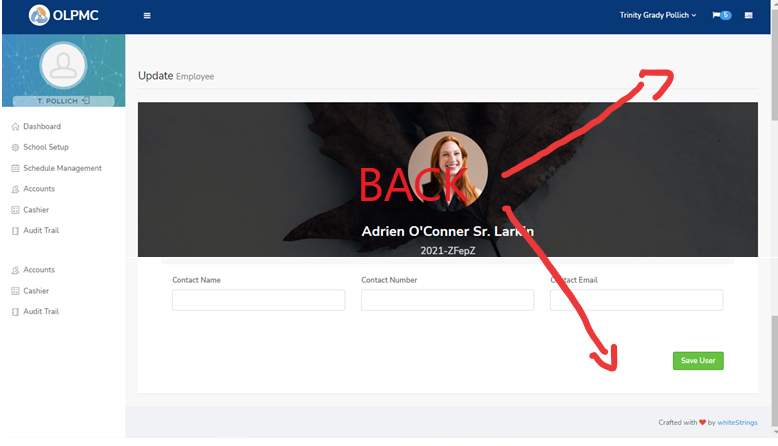 OLPMC
Trinity Grady Pollich
5
T. POLLICH
Update Employee
Dashboard
School Setup
Schedule Management
Accounts
Cashier
Audit Trail
BACK
Adrien O'Conner Sr. Larkin
2021-ZFepZ
Accounts
Cashier
Audit Trail
Contact Name
Contact Number
Contact Email
Save User
Crafted with ❤ by whiteStrings